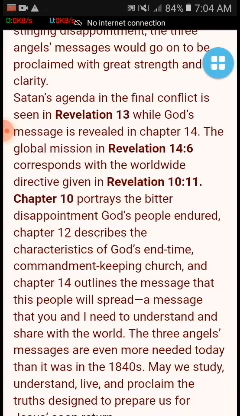 84% 7:04 AM
0:0KB/s U:0KB/s No internet connection
stinging disappointment, the three
angels' messages would go on to be
proclaimed with great strength and
clarity.
Satan's agenda in the final conflict is
seen in Revelation 13 while God's
message is revealed in chapter 14. The
global mission in Revelation 14:6
corresponds with the worldwide
directive given in Revelation 10:11.
Chapter 10 portrays the bitter
disappointment God's people endured,
chapter 12 describes the
characteristics of God's end-time,
commandment-keeping church, and
chapter 14 outlines the message that
this people will spread—a message
that you and I need to understand and
share with the world. The three angels'
messages are even more needed today
than it was in the 1840s. May we study,
understand, live, and proclaim the
truths designed to prepare us for
Jesus' soon return